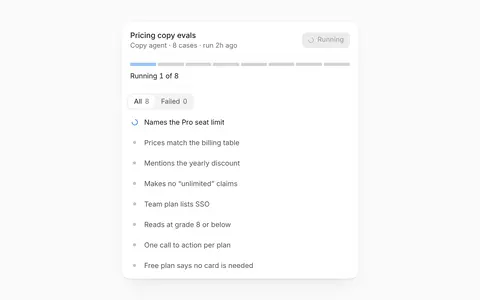 Pricing copy evals
Copy agent · 8 cases · run 2h ago
Running
Running 1 of 8
All 8 Failed 0
Names the Pro seat limit
Prices match the billing table
Mentions the yearly discount
Makes no "unlimited" claims
Team plan lists SSO
Reads at grade 8 or below
One call to action per plan
Free plan says no card is needed